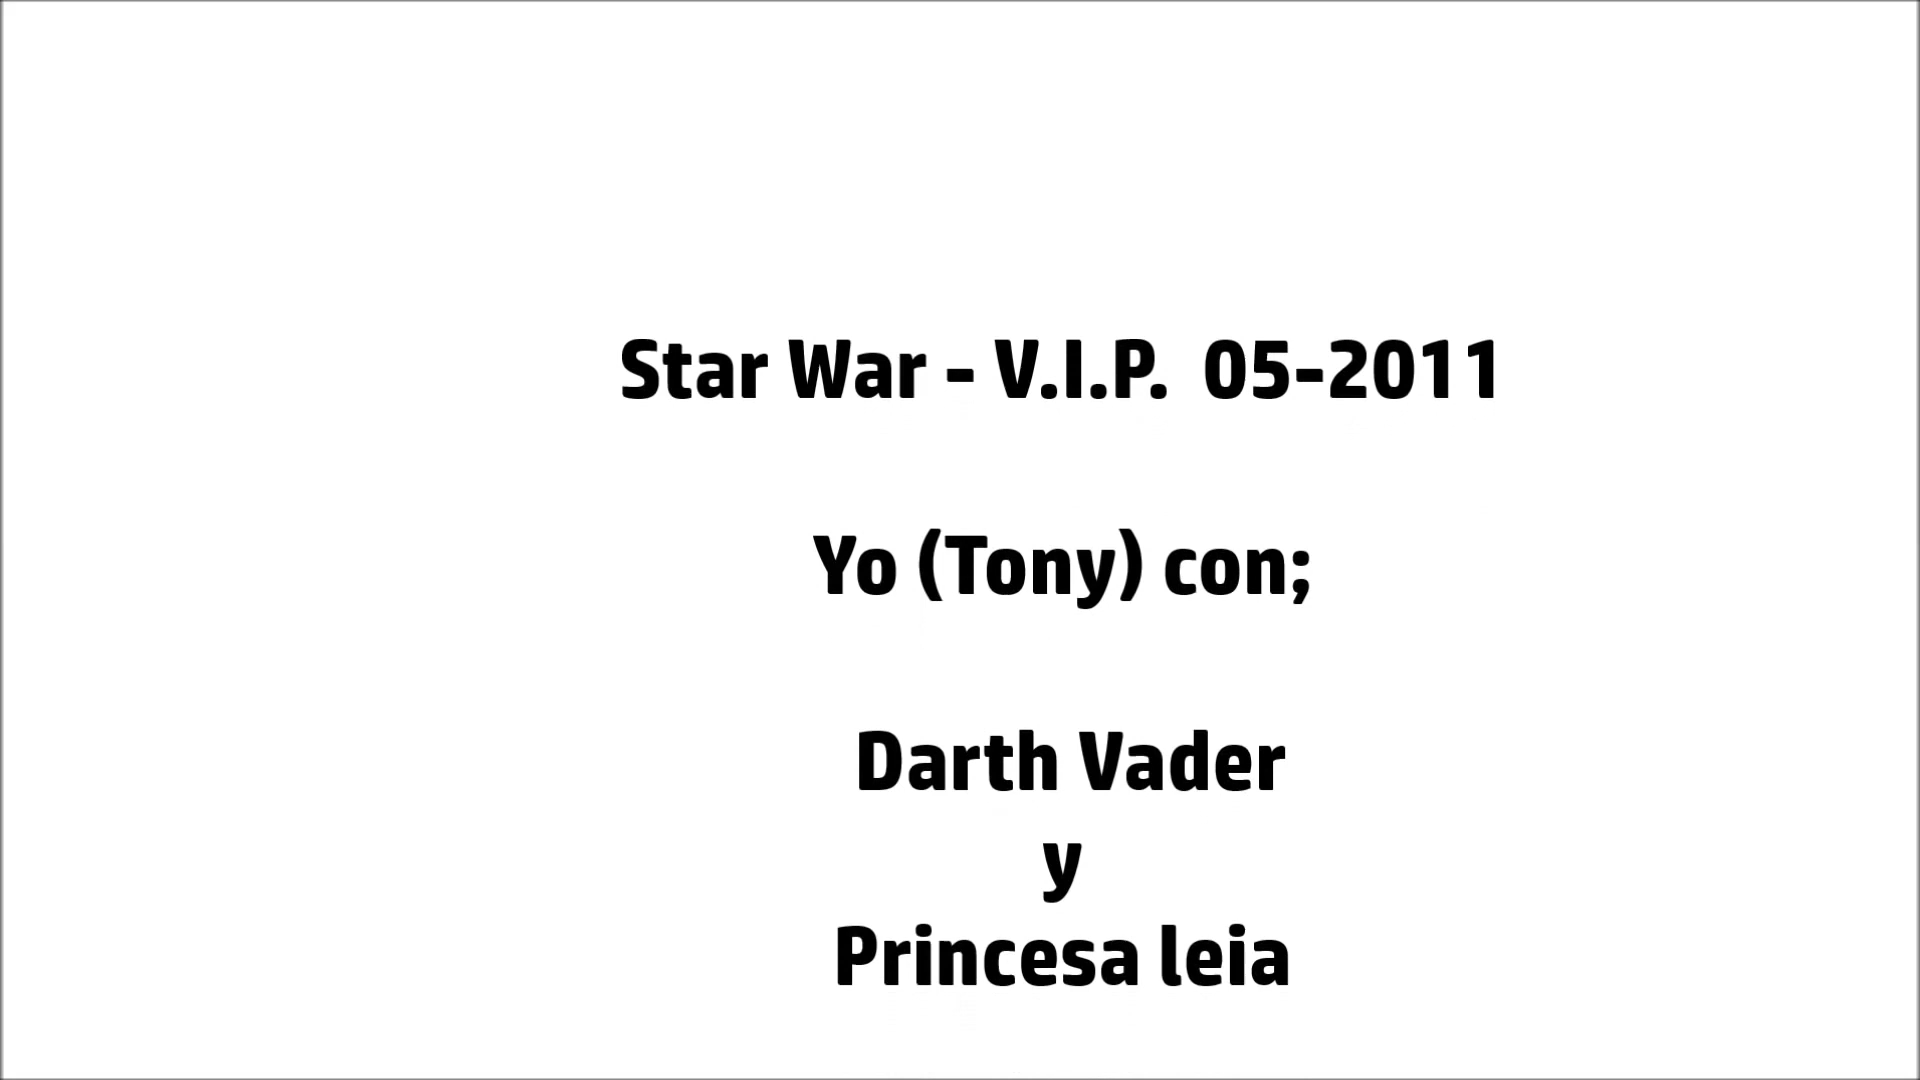 Star War - V.I.P.  05-2011
Yo (Tony) con;
Darth Vader
y
Princesa leia